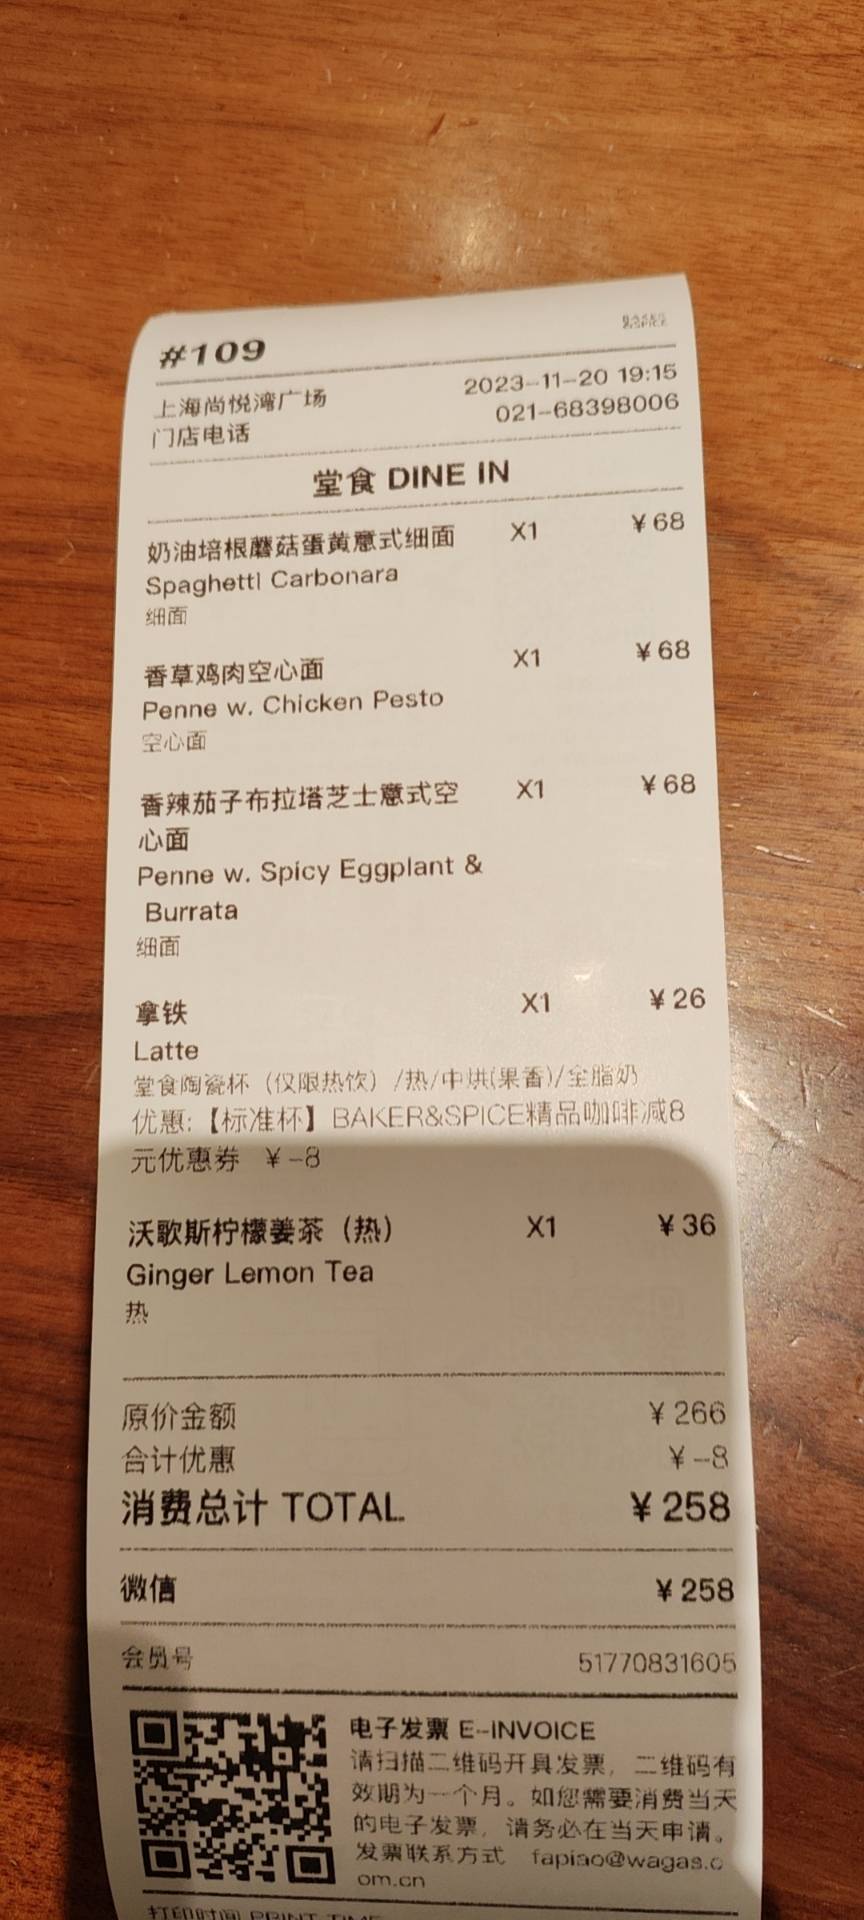 #109
BAKER
&SPICE
上海尚悦湾广场 2023-11-20 19:15
门店电话 021-68398006
堂食 DINE IN
奶油培根蘑菇蛋黄意式细面 X1 ¥68
Spaghetti Carbonara
细面
香草鸡肉空心面 X1 ¥68
Penne w. Chicken Pesto
空心面
香辣茄子布拉塔芝士意式空 X1 ¥68
心面
Penne w. Spicy Eggplant &
Burrata
细面
拿铁 X1 ¥26
Latte
堂食陶瓷杯（仅限热饮）/热/中烘(果香)/全脂奶
优惠:【标准杯】BAKER&SPICE精品咖啡减8
元优惠券 ¥-8
沃歌斯柠檬姜茶（热） X1 ¥36
Ginger Lemon Tea
热
原价金额 ¥266
合计优惠 ¥-8
消费总计 TOTAL ¥258
微信 ¥258
会员号 51770831605
电子发票 E-INVOICE
请扫描二维码开具发票，二维码有
效期为一个月。如您需要消费当天
的电子发票，请务必在当天申请。
发票联系方式 fapiao@wagas.c
om.cn
打印时间 PRINT TIME